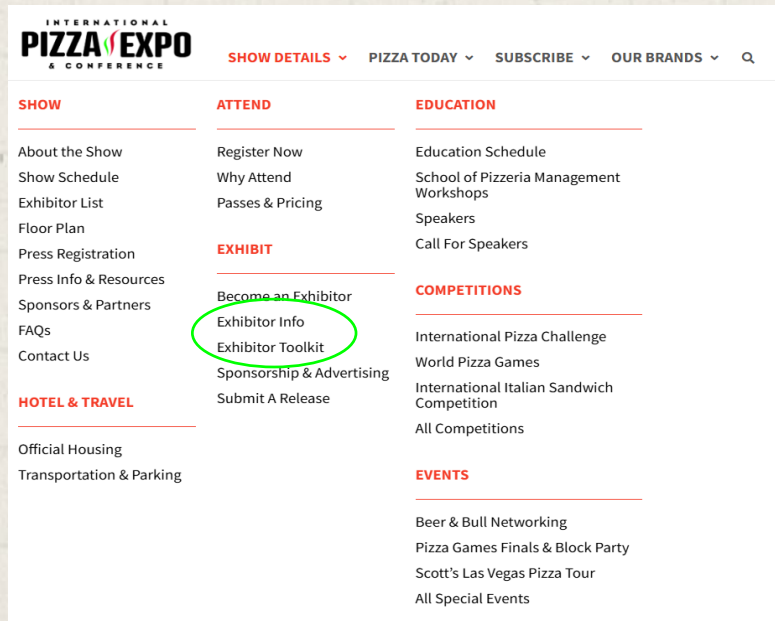 INTERNATIONAL
PIZZA EXPO
& CONFERENCE
SHOW DETAILS
PIZZA TODAY
SUBSCRIBE
OUR BRANDS
SHOW
About the Show
Show Schedule
Exhibitor List
Floor Plan
Press Registration
Press Info & Resources
Sponsors & Partners
FAQs
Contact Us
HOTEL & TRAVEL
Official Housing
Transportation & Parking
ATTEND
Register Now
Why Attend
Passes & Pricing
EXHIBIT
Become an Exhibitor
Exhibitor Info
Exhibitor Toolkit
Sponsorship & Advertising
Submit A Release
EDUCATION
Education Schedule
School of Pizzeria Management
Workshops
Speakers
Call For Speakers
COMPETITIONS
International Pizza Challenge
World Pizza Games
International Italian Sandwich
Competition
All Competitions
EVENTS
Beer & Bull Networking
Pizza Games Finals & Block Party
Scott's Las Vegas Pizza Tour
All Special Events